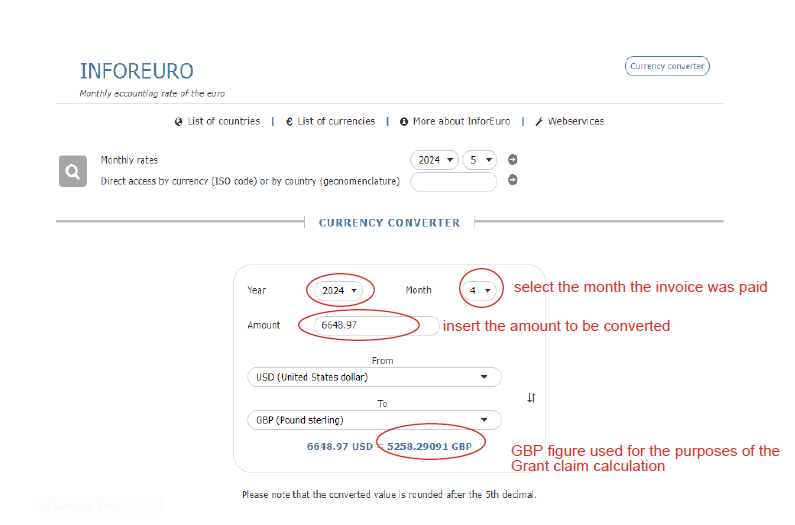 INFOREURO
Currency converter
Monthly accounting rate of the euro
List of countries | € List of currencies | More about InforEuro | Webservices
Monthly rates 2024 5
Direct access by currency (ISO code) or by country (geonomenclature)
CURRENCY CONVERTER
Year 2024 Month 4 select the month the invoice was paid
Amount 6648.97 insert the amount to be converted
From
USD (United States dollar)
To
GBP (Pound sterling)
6648.97 USD = 5258.29091 GBP
GBP figure used for the purposes of the
Grant claim calculation
Please note that the converted value is rounded after the 5th decimal.